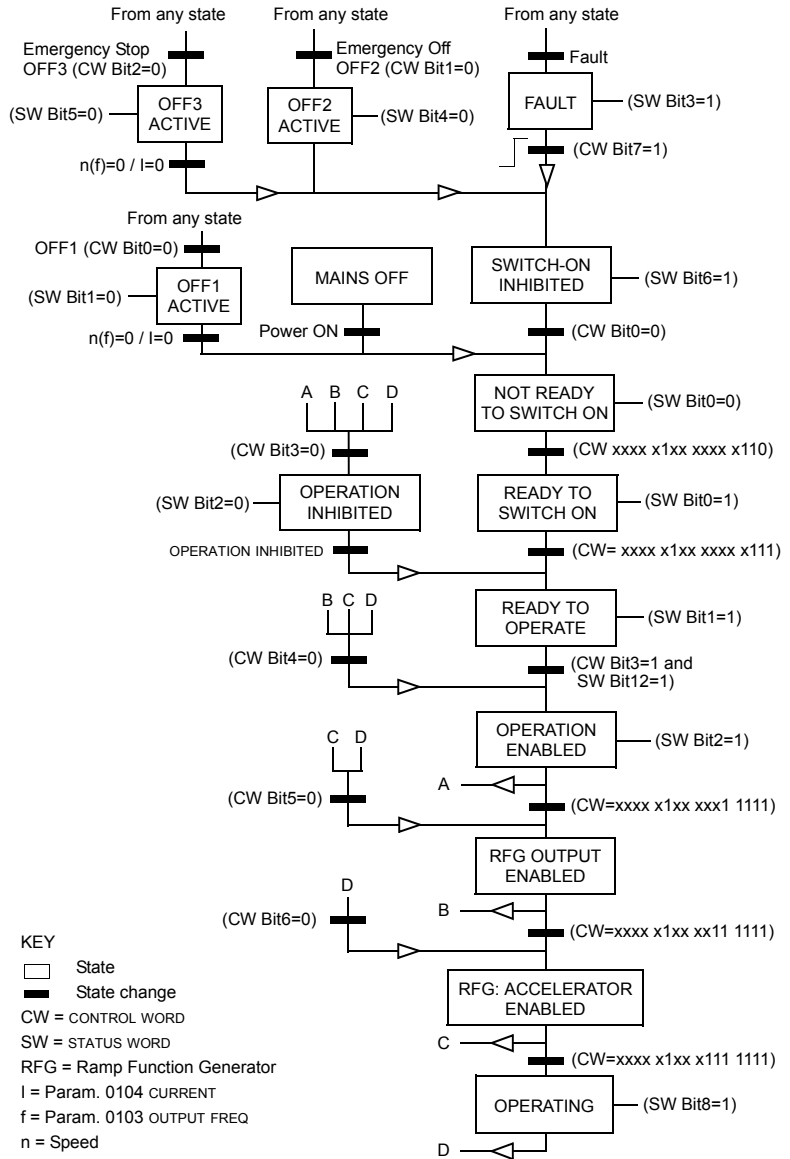 From any state
From any state
From any state
Emergency Stop
OFF3 (CW Bit2=0)
Emergency Off
OFF2 (CW Bit1=0)
Fault
(SW Bit5=0)
OFF3
ACTIVE
OFF2
ACTIVE
(SW Bit4=0)
FAULT
(SW Bit3=1)
n(f)=0 / I=0
(CW Bit7=1)
From any state
OFF1 (CW Bit0=0)
(SW Bit1=0)
OFF1
ACTIVE
MAINS OFF
SWITCH-ON
INHIBITED
(SW Bit6=1)
n(f)=0 / I=0
Power ON
(CW Bit0=0)
A B C D
NOT READY
TO SWITCH ON
(SW Bit0=0)
(CW Bit3=0)
(CW xxxx x1xx xxxx x110)
(SW Bit2=0)
OPERATION
INHIBITED
READY TO
SWITCH ON
(SW Bit0=1)
OPERATION INHIBITED
(CW= xxxx x1xx xxxx x111)
B C D
READY TO
OPERATE
(SW Bit1=1)
(CW Bit4=0)
(CW Bit3=1 and
SW Bit12=1)
C D
OPERATION
ENABLED
(SW Bit2=1)
A
(CW Bit5=0)
(CW=xxxx x1xx xxx1 1111)
RFG OUTPUT
ENABLED
D
B
(CW Bit6=0)
(CW=xxxx x1xx xx11 1111)
RFG: ACCELERATOR
ENABLED
C
(CW=xxxx x1xx x111 1111)
OPERATING
(SW Bit8=1)
D
KEY
State
State change
CW = CONTROL WORD
SW = STATUS WORD
RFG = Ramp Function Generator
I = Param. 0104 CURRENT
f = Param. 0103 OUTPUT FREQ
n = Speed